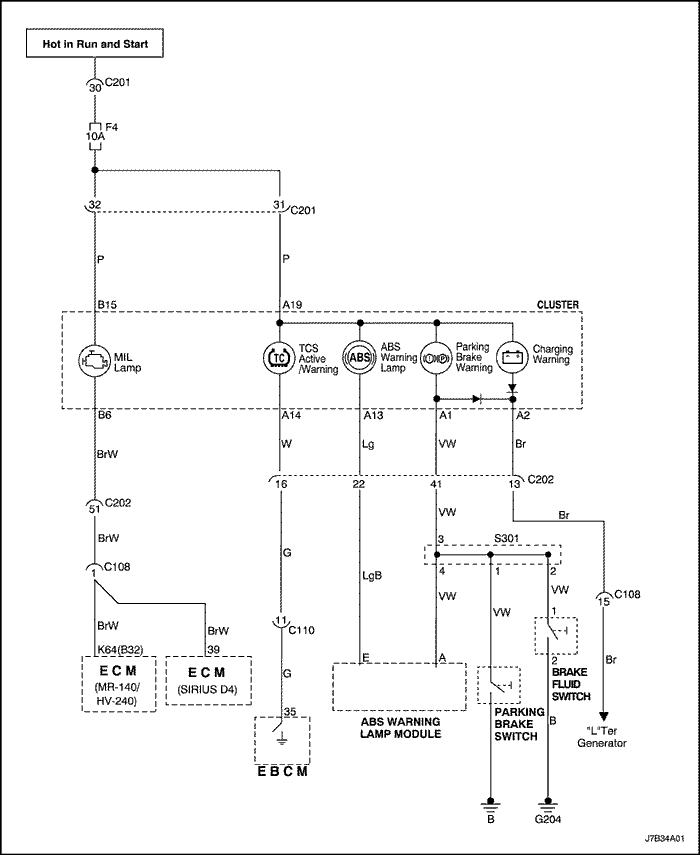 Hot in Run and Start
C201
30
F4
10A
32
31
C201
P
P
B15
A19
CLUSTER
MIL
Lamp
TC
TCS
Active
/Warning
ABS
ABS
Warning
Lamp
P
Parking
Brake
Warning
Charging
Warning
B6
A14
A13
A1
A2
BrW
W
Lg
VW
Br
16
22
41
13
C202
51
C202
VW
Br
BrW
G
LgB
3
S301
1
C108
4
1
2
VW
VW
VW
1
15
C108
11
C110
BrW
BrW
2
Br
K64(B32)
39
G
E
A
E C M
(MR-140/
HV-240)
E C M
(SIRIUS D4)
BRAKE
FLUID
SWITCH
35
ABS WARNING
LAMP MODULE
PARKING
BRAKE
SWITCH
B
"L"Ter
Generator
E B C M
B
G204
J7B34A01